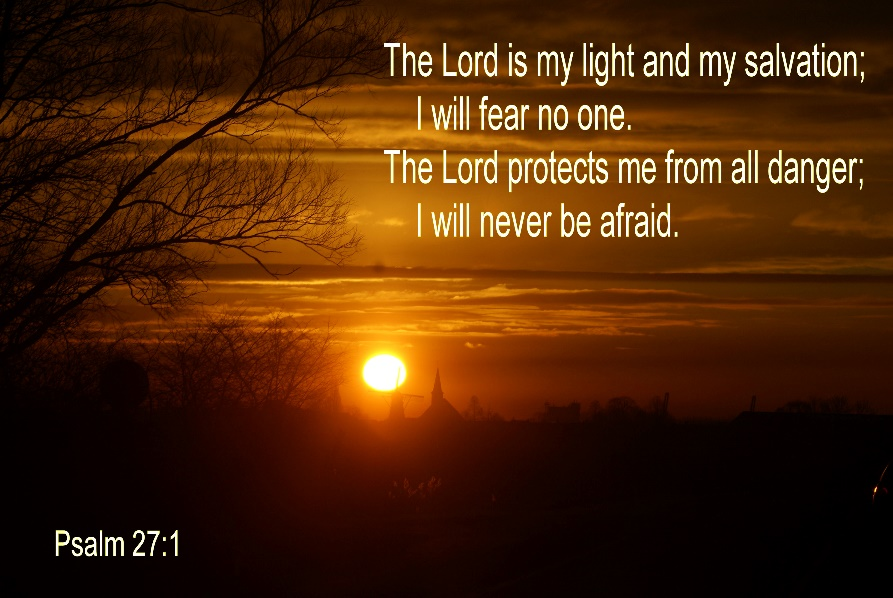 The Lord is my light and my salvation;
I will fear no one.
The Lord protects me from all danger;
I will never be afraid.
Psalm 27:1